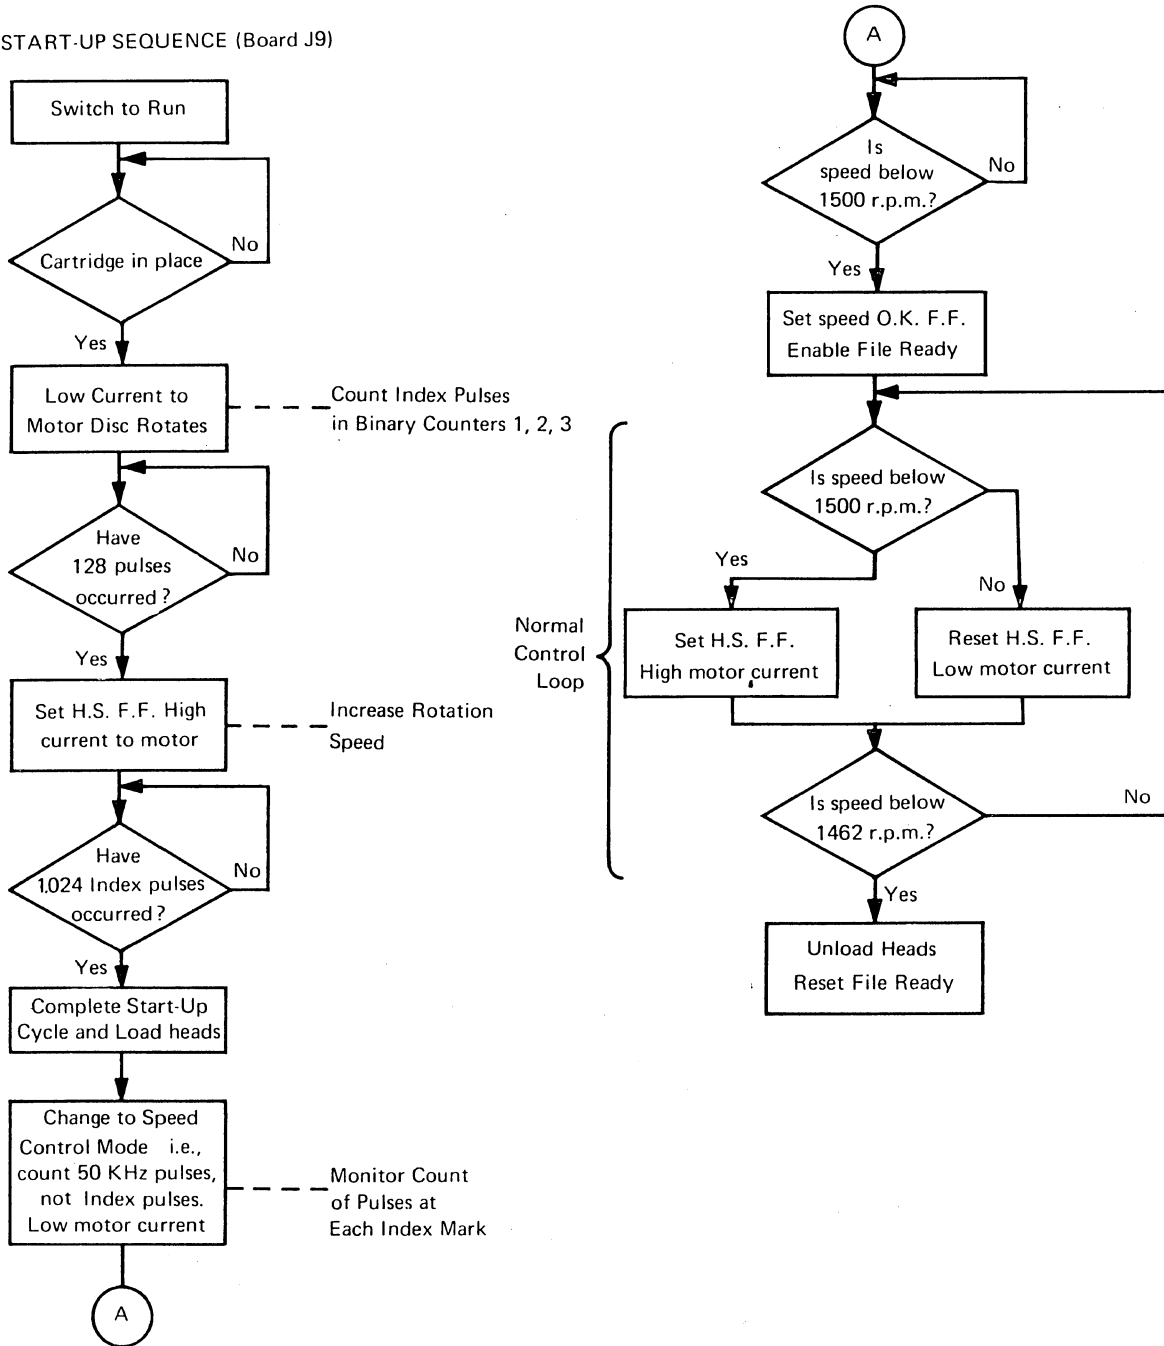 START-UP SEQUENCE (Board J9)
Switch to Run
Cartridge in place
No
Yes
Low Current to
Motor Disc Rotates
Count Index Pulses
in Binary Counters 1, 2, 3
Have
128 pulses
occurred?
No
Yes
Set H.S. F.F. High
current to motor
Increase Rotation
Speed
Have
1.024 Index pulses
occurred?
No
Yes
Complete Start-Up
Cycle and Load heads
Change to Speed
Control Mode i.e.,
count 50 KHz pulses,
not Index pulses.
Low motor current
Monitor Count
of Pulses at
Each Index Mark
A
A
Is
speed below
1500 r.p.m.?
No
Yes
Set speed O.K. F.F.
Enable File Ready
Normal
Control
Loop
Is speed below
1500 r.p.m.?
Yes
No
Set H.S. F.F.
High motor current
Reset H.S. F.F.
Low motor current
Is speed below
1462 r.p.m.?
No
Yes
Unload Heads
Reset File Ready